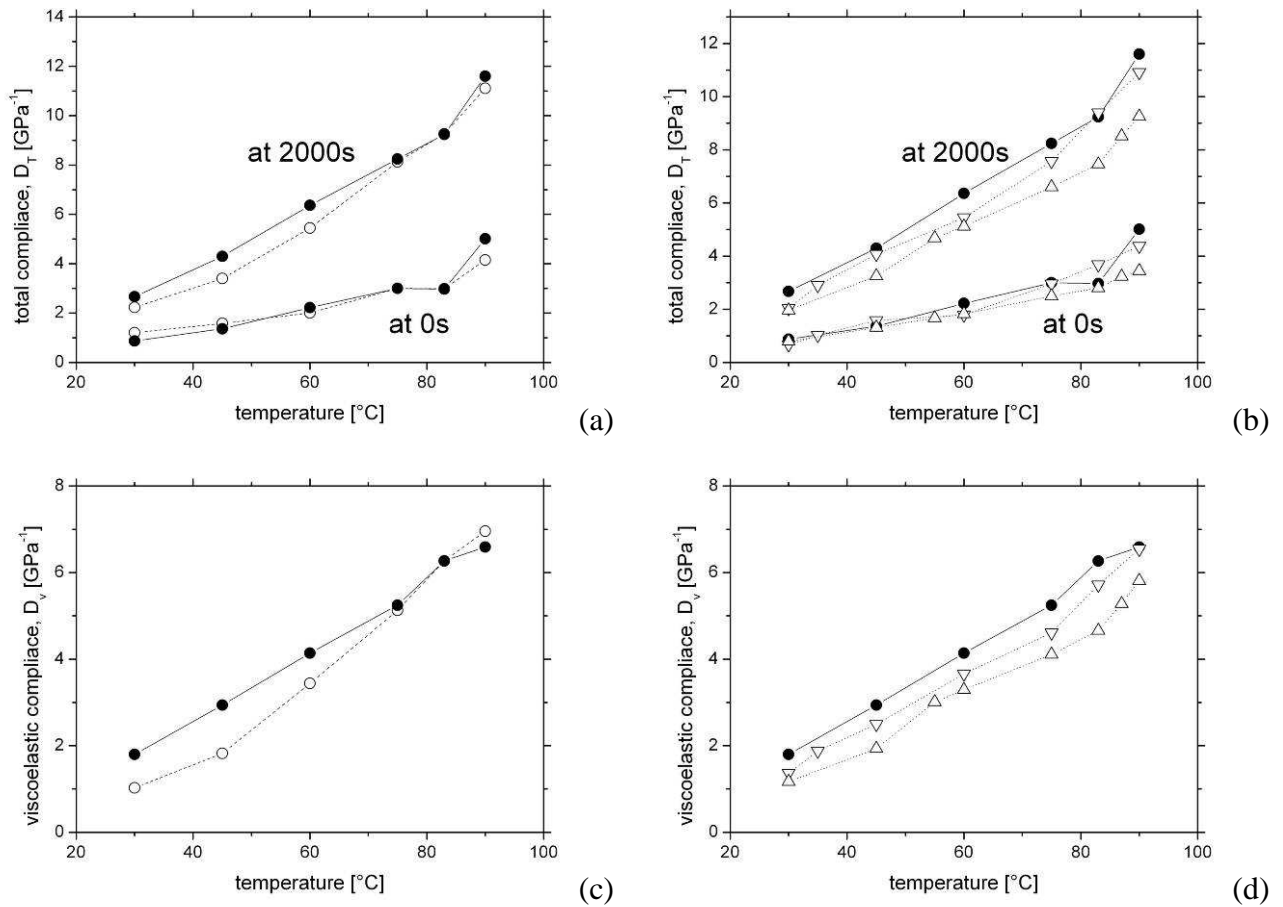 14
12
10
8
6
4
2
0
total compliace, D_T [GPa⁻¹]
at 2000s
at 0s
20 40 60 80 100
temperature [°C]
(a)
12
10
8
6
4
2
0
total compliace, D_T [GPa⁻¹]
at 2000s
at 0s
20 40 60 80 100
temperature [°C]
(b)
8
6
4
2
0
viscoelastic compliace, D_v [GPa⁻¹]
20 40 60 80 100
temperature [°C]
(c)
8
6
4
2
0
viscoelastic compliace, D_v [GPa⁻¹]
20 40 60 80 100
temperature [°C]
(d)